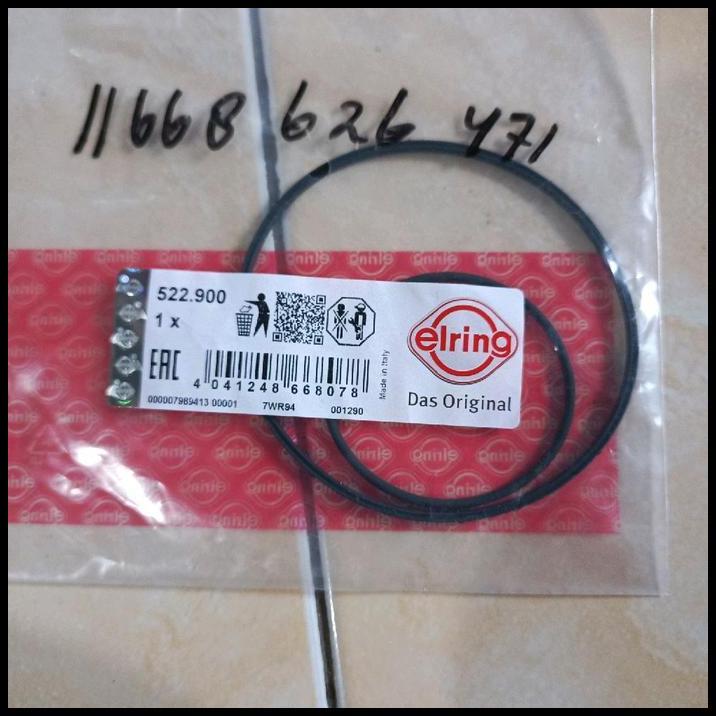 11668 626 471
522.900
1 x
EAC
4 041248 668078
000007989413 00001 7WR94 001290
Made in Italy
elring
Das Original